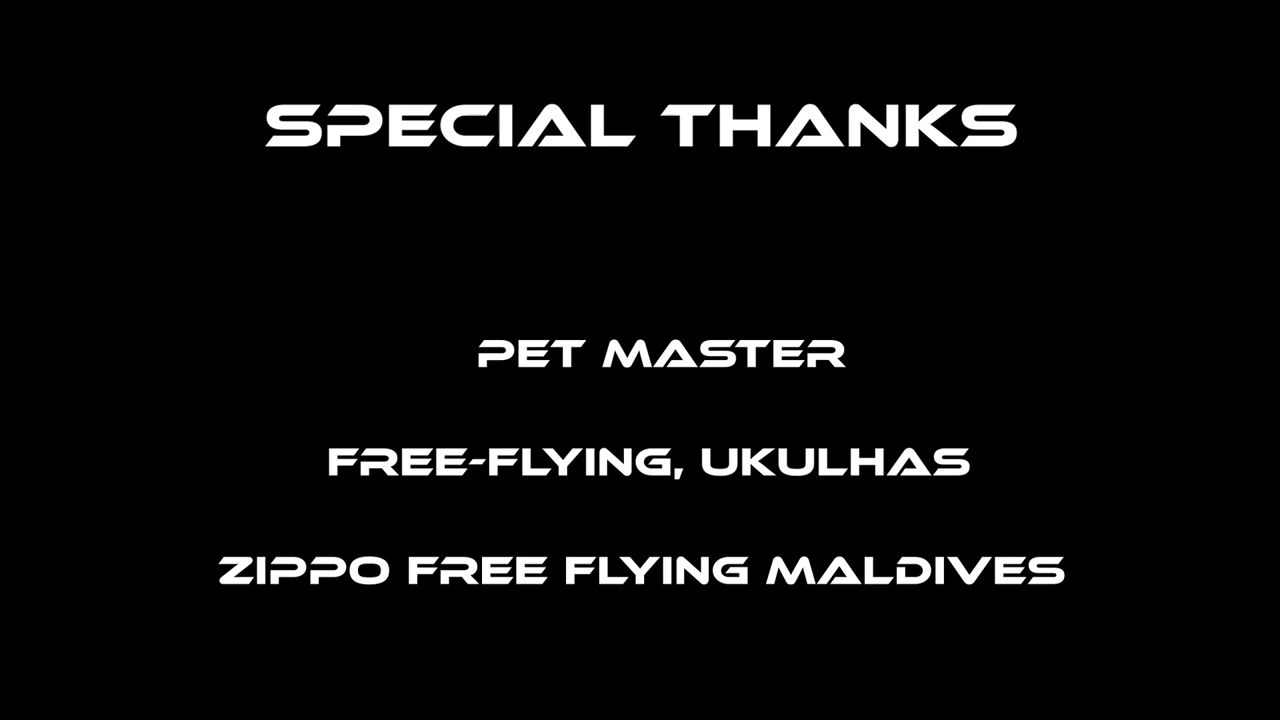 SPECIAL THANKS
PET MASTER
FREE-FLYING, UKULHAS
ZIPPO FREE FLYING MALDIVES